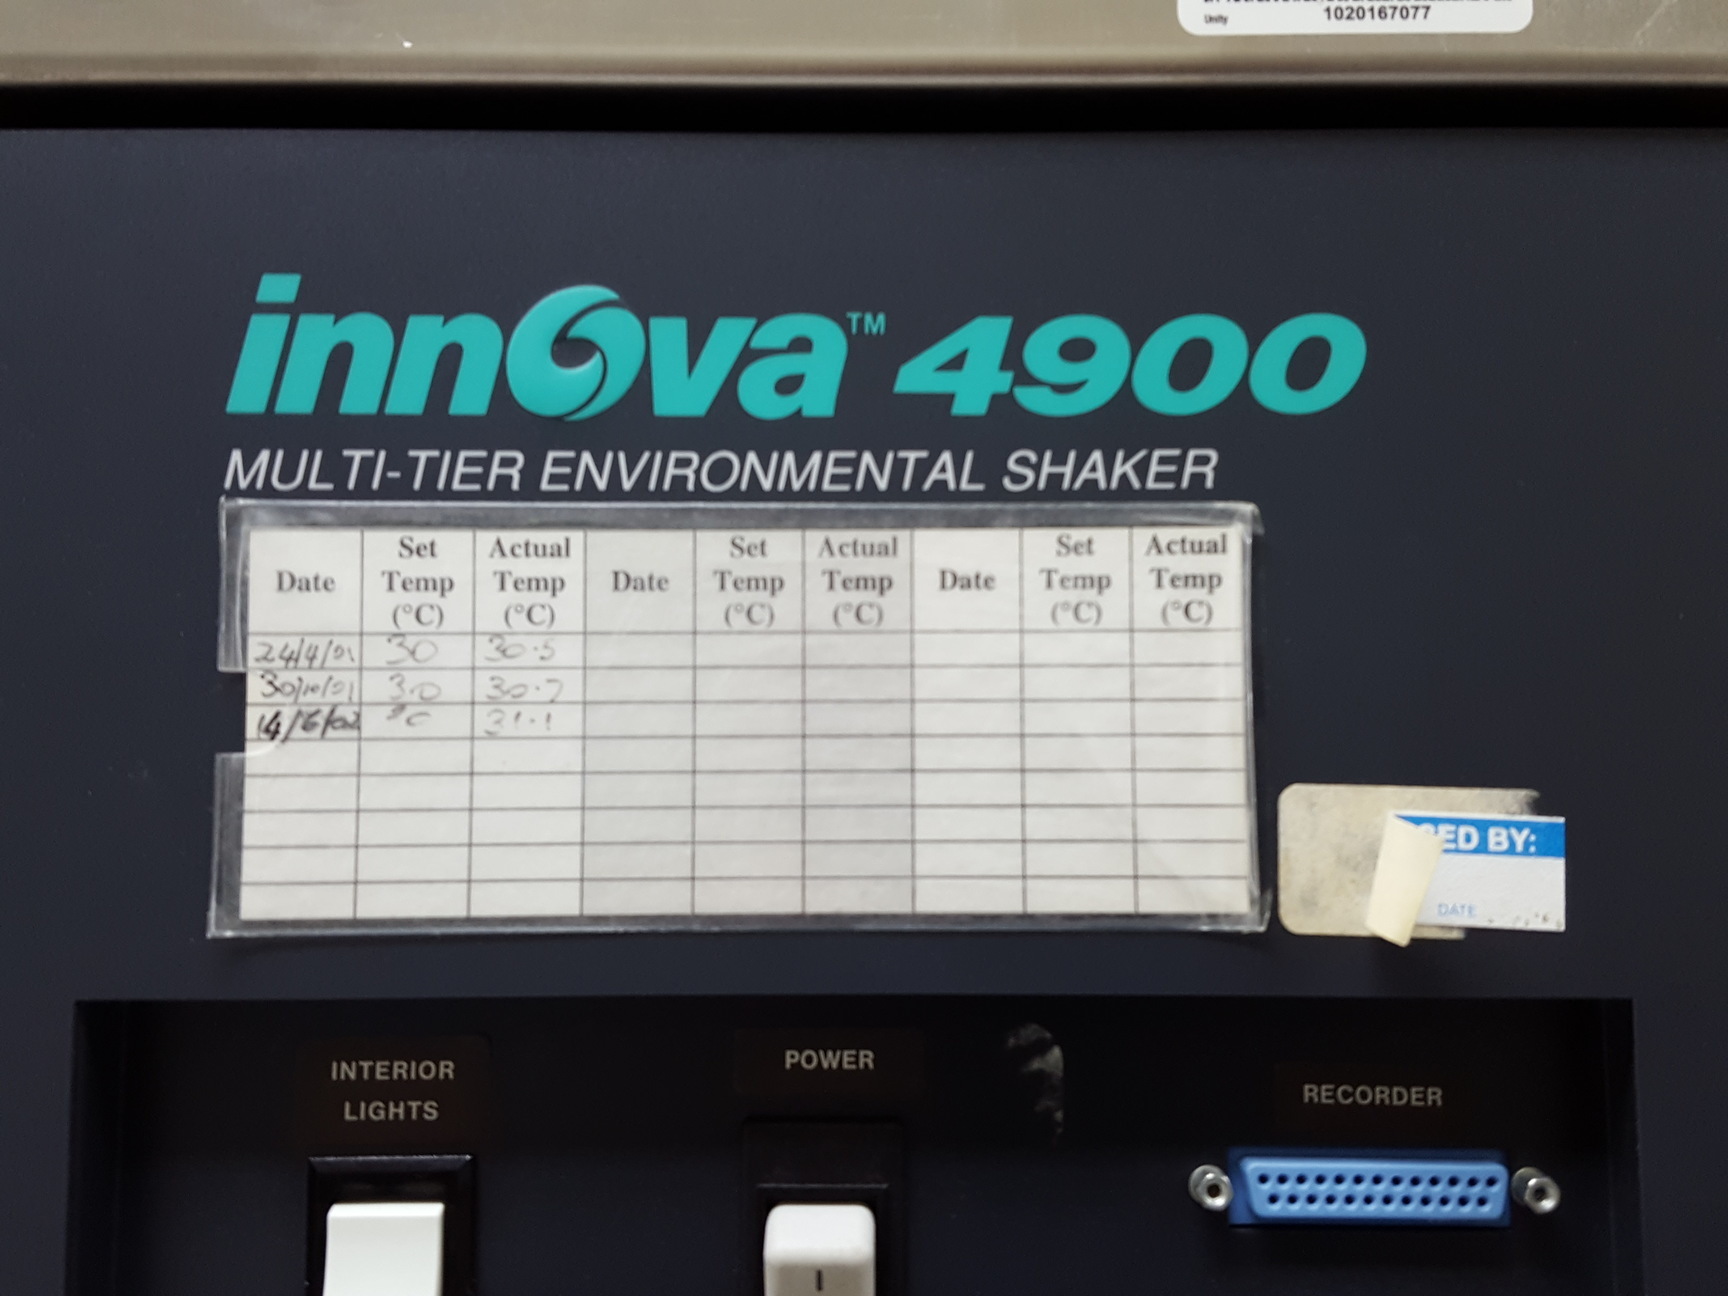 Unity
1020167077
innova™ 4900
MULTI-TIER ENVIRONMENTAL SHAKER
Date Set Temp (°C) Actual Temp (°C) Date Set Temp (°C) Actual Temp (°C) Date Set Temp (°C) Actual Temp (°C)
24/4/01 30 30.5
30/10/01 30 30.7
14/6/02 31.1
BY:
DATE
INTERIOR
LIGHTS
POWER
RECORDER